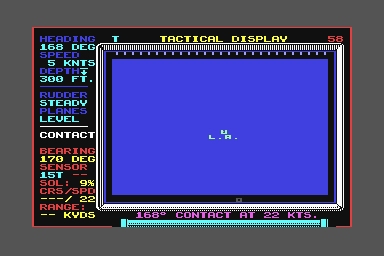 HEADING T TACTICAL DISPLAY 58
168 DEG
SPEED
5 KNTS
DEPTH
300 FT.
RUDDER
STEADY
PLANES
LEVEL
CONTACT
L.A.
BEARING
170 DEG
SENSOR
1ST --
SOL: 9%
CRS/SPD
---/ 22
RANGE:
-- KYDS
168° CONTACT AT 22 KTS.